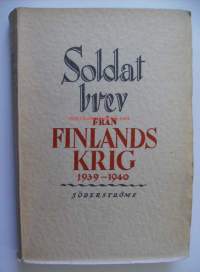 Soldat
brev
FRÅN
FINLANDS
KRIG
1939-1940
SÖDERSTRÖMS